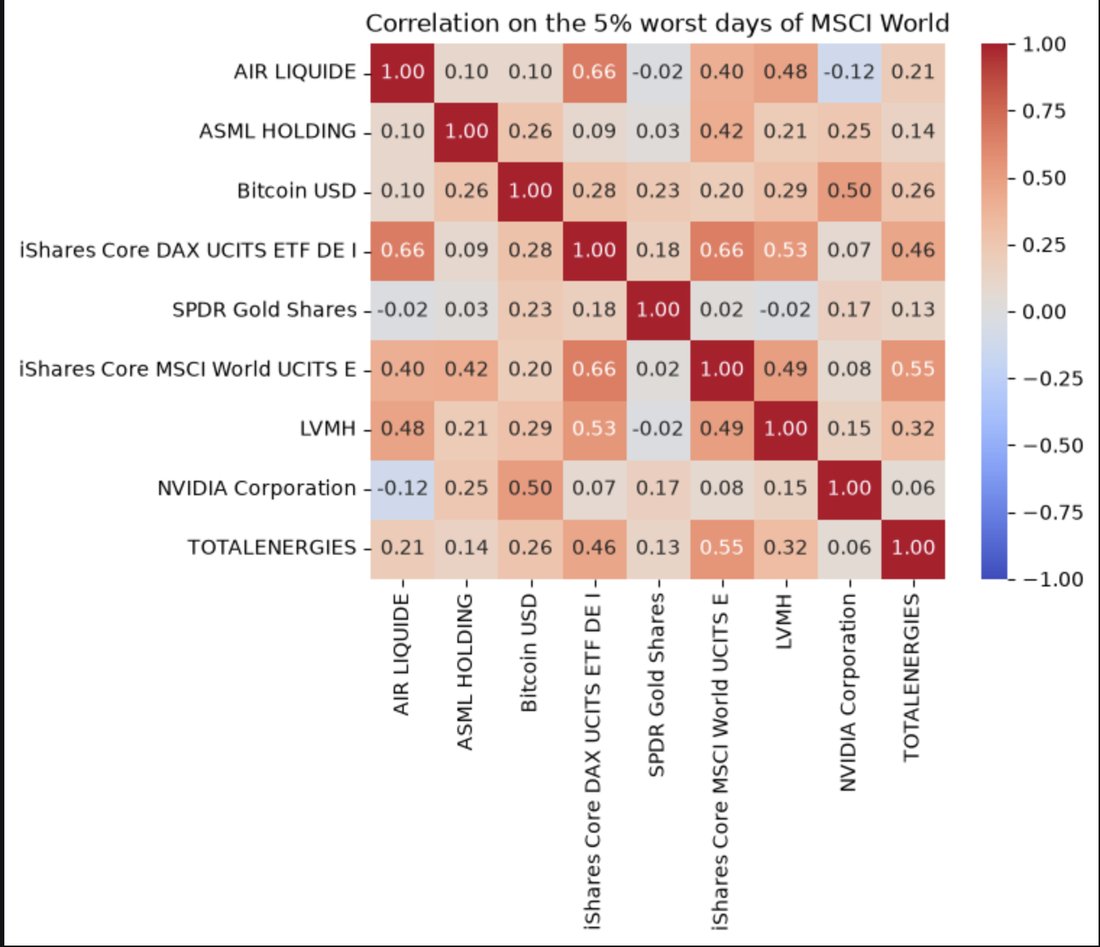 Correlation on the 5% worst days of MSCI World
AIR LIQUIDE 1.00 0.10 0.10 0.66 -0.02 0.40 0.48 -0.12 0.21
ASML HOLDING 0.10 1.00 0.26 0.09 0.03 0.42 0.21 0.25 0.14
Bitcoin USD 0.10 0.26 1.00 0.28 0.23 0.20 0.29 0.50 0.26
iShares Core DAX UCITS ETF DE I 0.66 0.09 0.28 1.00 0.18 0.66 0.53 0.07 0.46
SPDR Gold Shares -0.02 0.03 0.23 0.18 1.00 0.02 -0.02 0.17 0.13
iShares Core MSCI World UCITS E 0.40 0.42 0.20 0.66 0.02 1.00 0.49 0.08 0.55
LVMH 0.48 0.21 0.29 0.53 -0.02 0.49 1.00 0.15 0.32
NVIDIA Corporation -0.12 0.25 0.50 0.07 0.17 0.08 0.15 1.00 0.06
TOTALENERGIES 0.21 0.14 0.26 0.46 0.13 0.55 0.32 0.06 1.00
AIR LIQUIDE
ASML HOLDING
Bitcoin USD
iShares Core DAX UCITS ETF DE I
SPDR Gold Shares
iShares Core MSCI World UCITS E
LVMH
NVIDIA Corporation
TOTALENERGIES
1.00
0.75
0.50
0.25
0.00
−0.25
−0.50
−0.75
−1.00